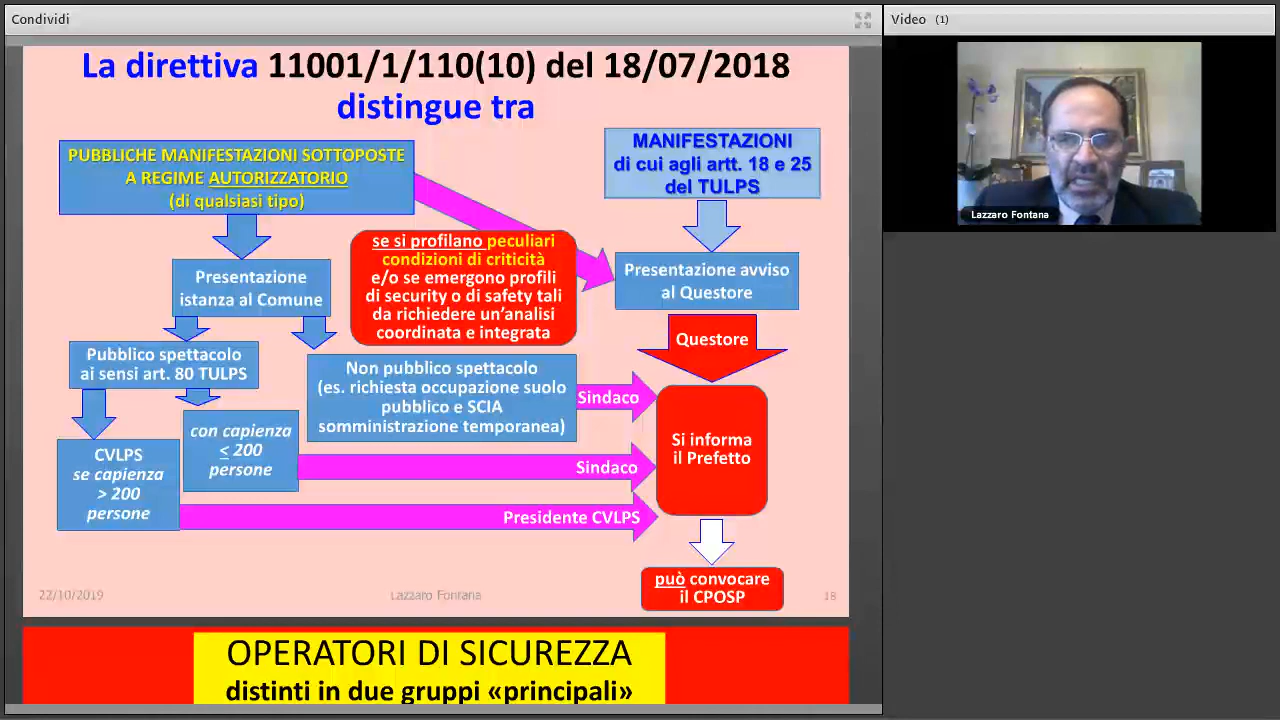 Condividi
Video (1)
La direttiva 11001/1/110(10) del 18/07/2018
distingue tra
PUBBLICHE MANIFESTAZIONI SOTTOPOSTE
A REGIME AUTORIZZATORIO
(di qualsiasi tipo)
MANIFESTAZIONI
di cui agli artt. 18 e 25
del TULPS
se si profilano peculiari
condizioni di criticità
e/o se emergono profili
di security o di safety tali
da richiedere un'analisi
coordinata e integrata
Presentazione
istanza al Comune
Presentazione avviso
al Questore
Questore
Pubblico spettacolo
ai sensi art. 80 TULPS
Non pubblico spettacolo
(es. richiesta occupazione suolo
pubblico e SCIA
somministrazione temporanea)
Sindaco
con capienza
≤ 200
persone
Sindaco
CVLPS
se capienza
> 200
persone
Presidente CVLPS
Si informa
il Prefetto
può convocare
il CPOSP
22/10/2019
Lazzaro Fontana
18
OPERATORI DI SICUREZZA
distinti in due gruppi «principali»
Lazzaro Fontana